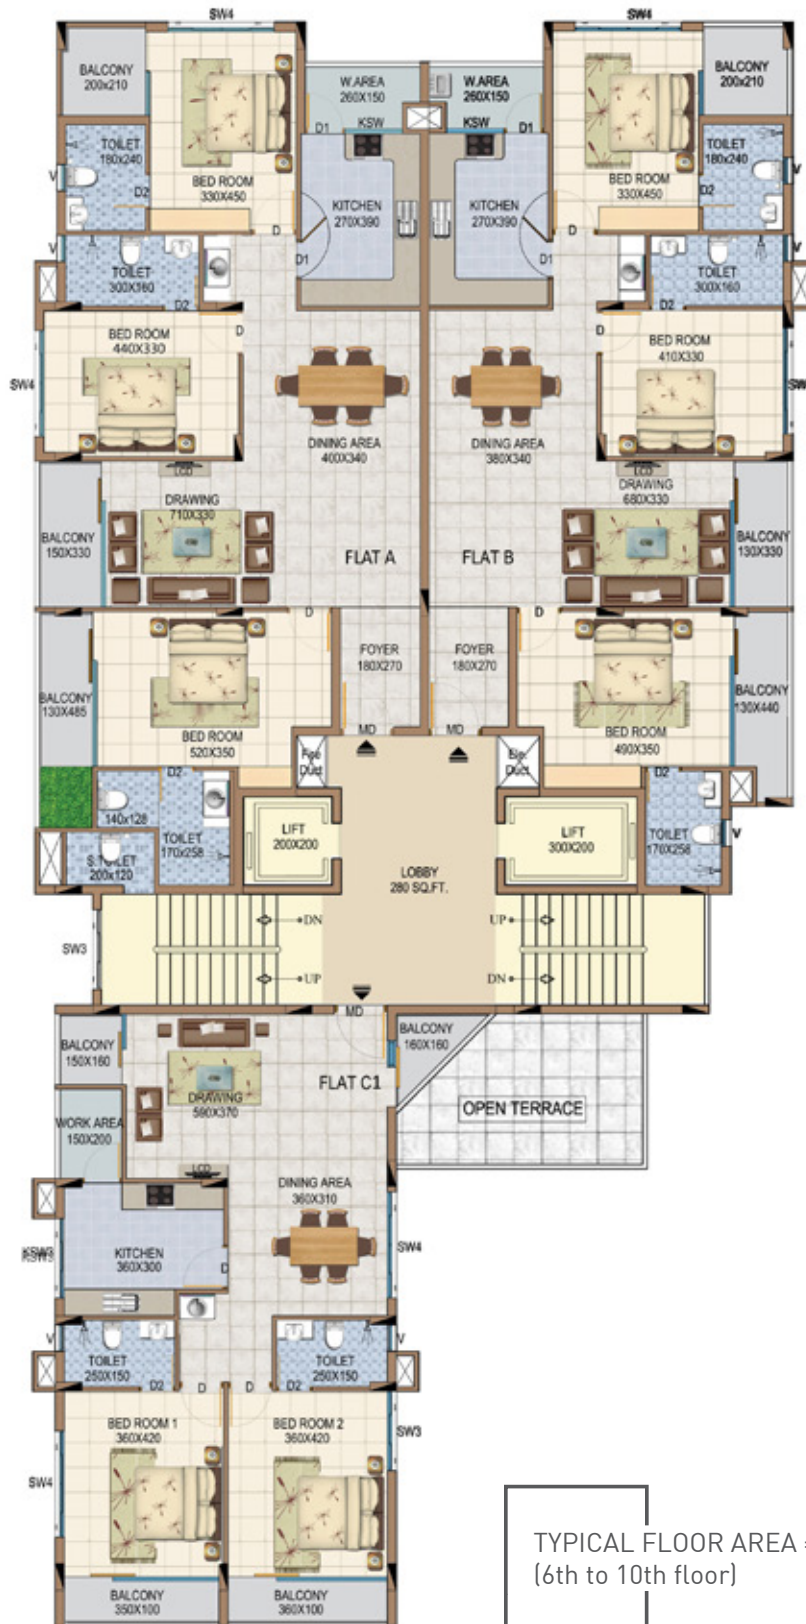 SW4
SW4
BALCONY
200x210
W.AREA
260X150
W.AREA
260X150
BALCONY
200x210
D1
KSW
KSW
D1
TOILET
180x240
TOILET
180x240
V
D2
BED ROOM
330X450
KITCHEN
270X390
KITCHEN
270X390
BED ROOM
330X450
D2
V
D
D
V
TOILET
300X160
D1
D1
TOILET
300X160
V
D2
D2
D
BED ROOM
440X330
D
BED ROOM
410X330
SW4
DINING AREA
400X340
DINING AREA
380X340
LCD
LCD
DRAWING
710X330
DRAWING
680X330
BALCONY
150X330
FLAT A
FLAT B
BALCONY
130X330
D
D
FOYER
180X270
FOYER
180X270
BALCONY
130X485
BALCONY
130X440
BED ROOM
520X350
MD
MD
BED ROOM
490X350
Fire
Duct
Ele.
Duct
D2
D2
140x128
TOILET
170x258
LIFT
200X200
LIFT
300X200
TOILET
170X258
V
S.TOILET
200x120
LOBBY
280 SQ.FT.
DN
UP
SW3
UP
DN
MD
BALCONY
150X160
BALCONY
160X160
FLAT C1
DRAWING
590X370
WORK AREA
150X200
OPEN TERRACE
LCD
DINING AREA
360X310
KITCHEN
360X300
D
SW4
V
V
TOILET
250X150
TOILET
250X150
D2
D
D
D2
BED ROOM 1
360X420
BED ROOM 2
360X420
SW3
SW4
BALCONY
350X100
BALCONY
360X100
TYPICAL FLOOR AREA
(6th to 10th floor)